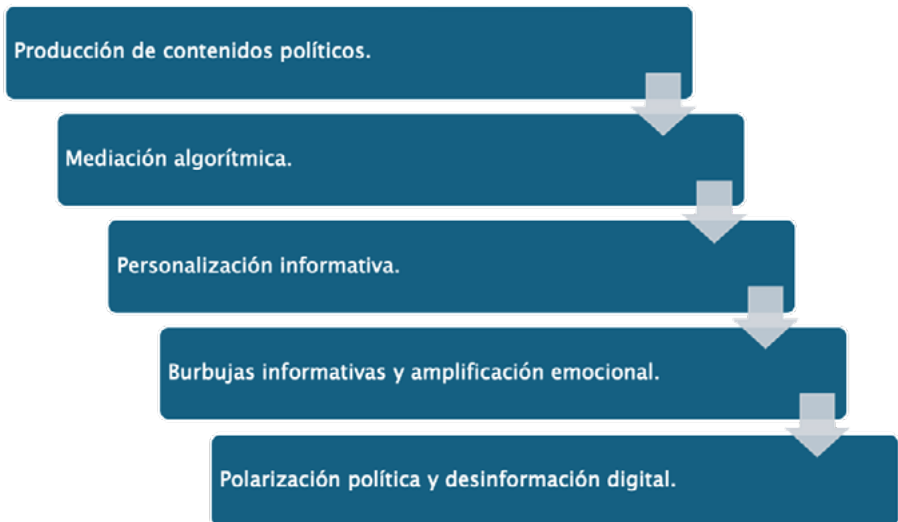 Producción de contenidos políticos.
Mediación algorítmica.
Personalización informativa.
Burbujas informativas y amplificación emocional.
Polarización política y desinformación digital.